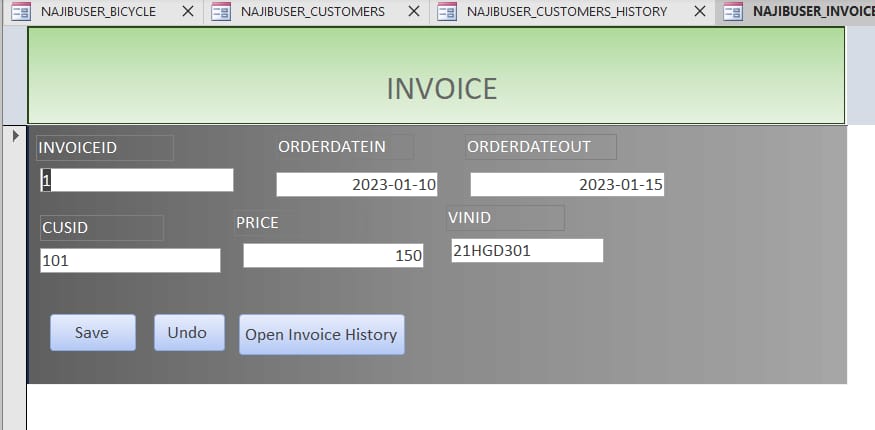 NAJIBUSER_BICYCLE NAJIBUSER_CUSTOMERS NAJIBUSER_CUSTOMERS_HISTORY NAJIBUSER_INVOICE
INVOICE
INVOICEID ORDERDATEIN ORDERDATEOUT
1 2023-01-10 2023-01-15
CUSID PRICE VINID
101 150 21HGD301
Save Undo Open Invoice History